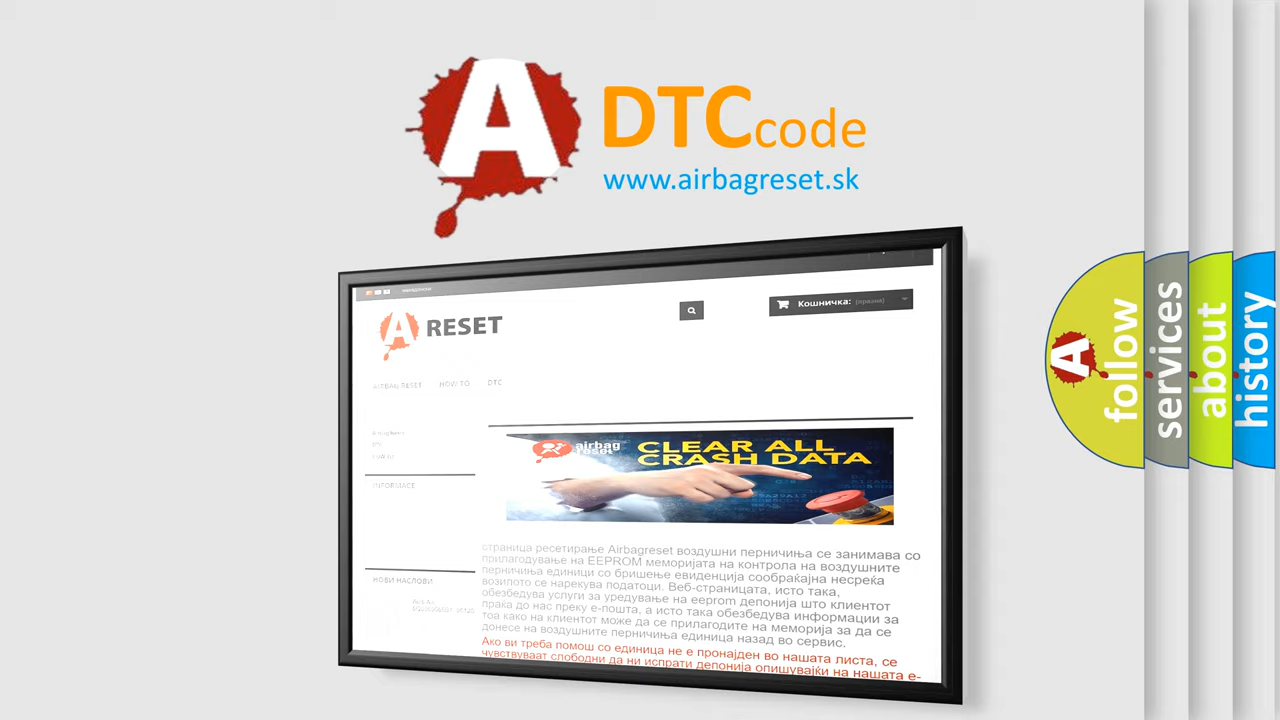 A DTC code
www.airbagreset.sk
A RESET
Кошничка: (празни)
AIRBAG RESET HOW TO DTC
DTC
INFORMACE
airbag reset
CLEAR ALL
CRASH DATA
страница ресетирање Airbagreset воздушни перничиња се занимава со
прилагодување на EEPROM меморијата на контрола на воздушните
перничиња единици со бришење евиденција сообраќајна несреќа
возилото се нарекува податоци. Веб-страницата, исто така,
обезбедува услуги за уредување на eeprom депонија што клиентот
праќа до нас преку е-пошта, а исто така обезбедува информации за
тоа како на клиентот може да се прилагодите на меморија за да се
донесе на воздушните перничиња единица назад во сервис.
НОВИ НАСЛОВИ
Ако ви треба помош со единица не е пронајден во нашата листа, се
чувствуваат слободни да ни испрати депонија опишувајќи на нашата е-
A follow
services
about
history